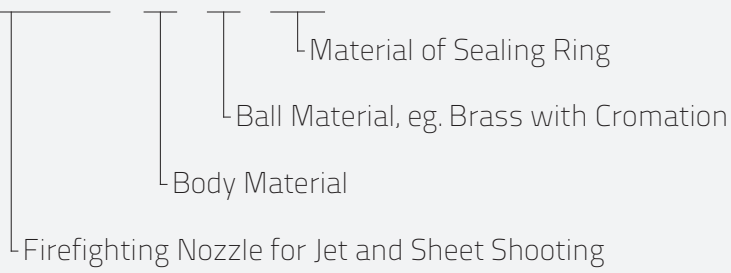 Material of Sealing Ring
Ball Material, eg. Brass with Cromation
Body Material
Firefighting Nozzle for Jet and Sheet Shooting